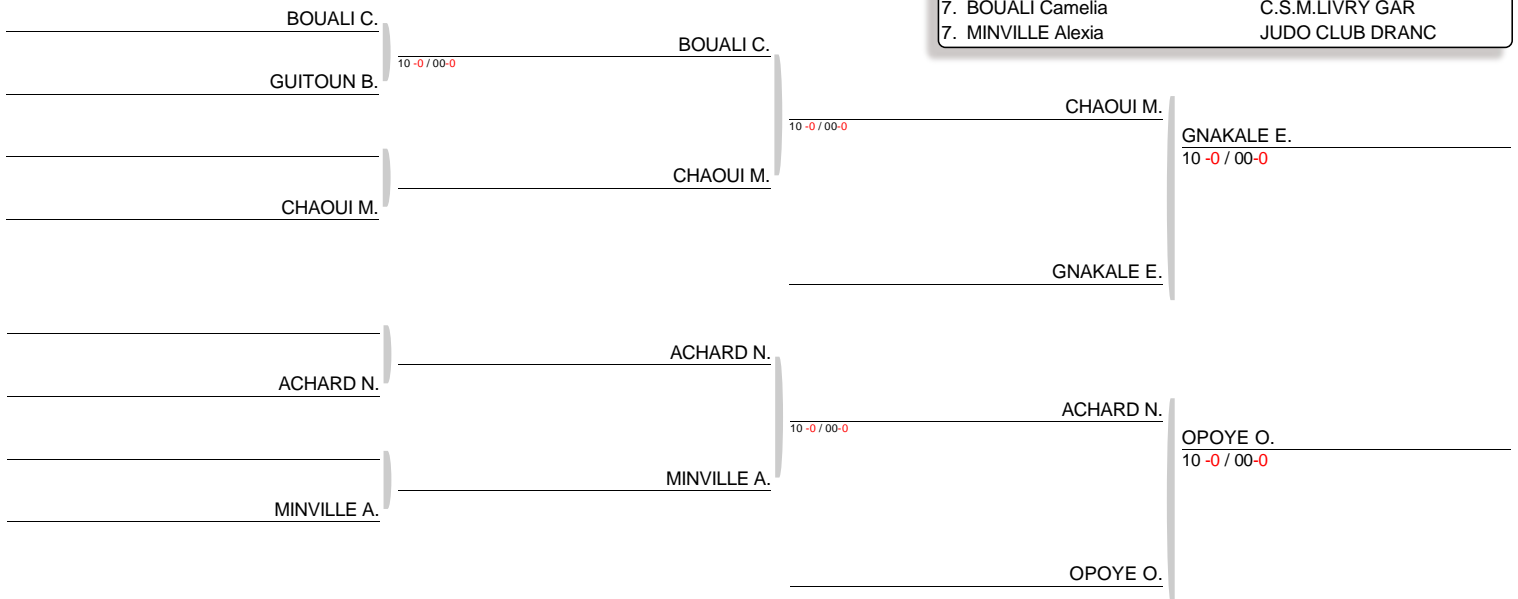 7. BOUALI Camelia C.S.M.LIVRY GAR
7. MINVILLE Alexia JUDO CLUB DRANC
BOUALI C.
GUITOUN B.
CHAOUI M.
ACHARD N.
MINVILLE A.
BOUALI C.
10 -0 / 00-0
CHAOUI M.
ACHARD N.
MINVILLE A.
CHAOUI M.
10 -0 / 00-0
GNAKALE E.
ACHARD N.
10 -0 / 00-0
OPOYE O.
GNAKALE E.
10 -0 / 00-0
OPOYE O.
10 -0 / 00-0